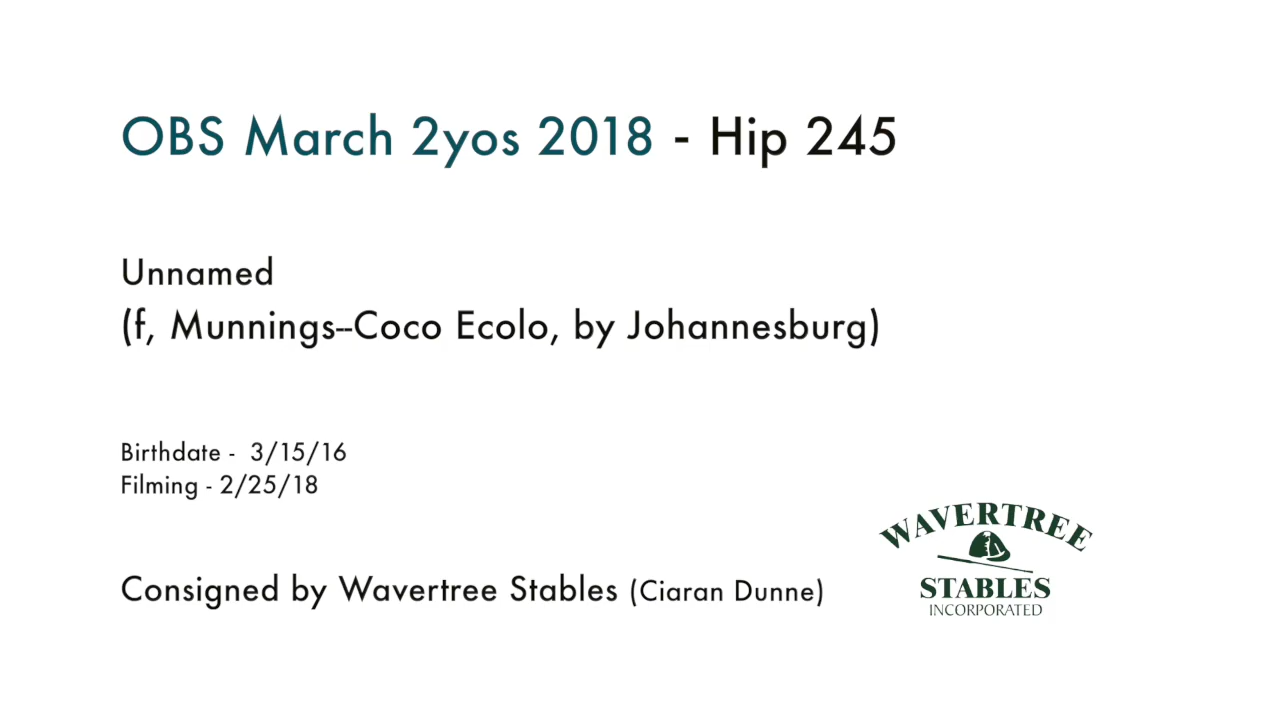 OBS March 2yos 2018 - Hip 245
Unnamed
(f, Munnings--Coco Ecolo, by Johannesburg)
Birthdate -  3/15/16
Filming - 2/25/18
Consigned by Wavertree Stables (Ciaran Dunne)
WAVERTREE
STABLES
INCORPORATED